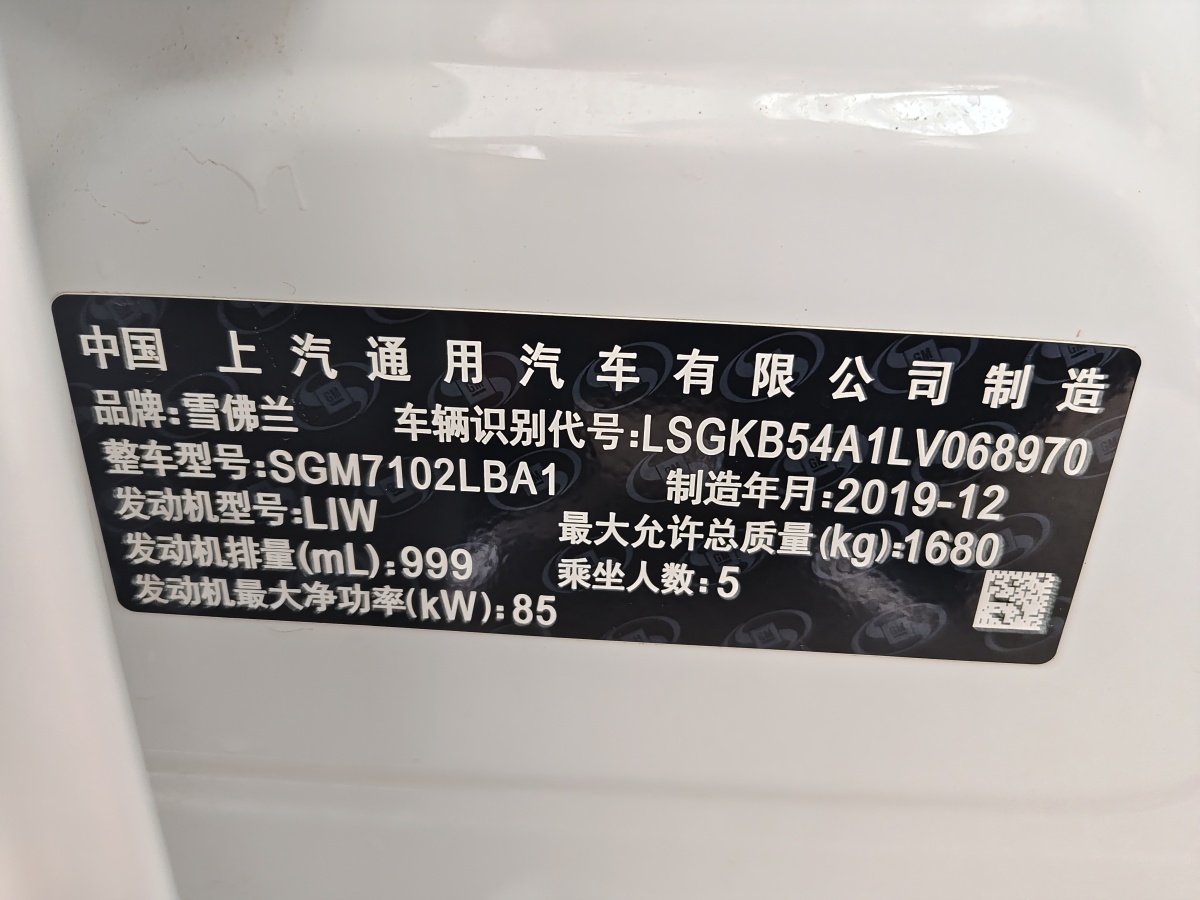 中国 上汽通用汽车有限公司制造
品牌:雪佛兰 车辆识别代号:LSGKB54A1LV068970
整车型号:SGM7102LBA1 制造年月:2019-12
发动机型号:LIW 最大允许总质量(kg):1680
发动机排量(mL):999 乘坐人数:5
发动机最大净功率(kW):85